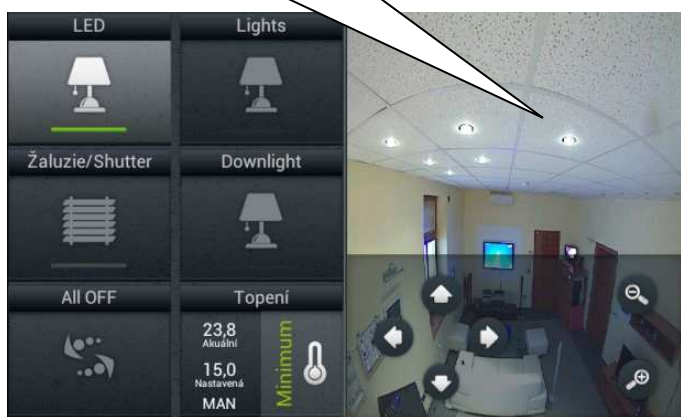 LED
Lights
Žaluzie/Shutter
Downlight
All OFF
Topení
23,8
Akuální
15,0
Nastavená
MAN
Minimum